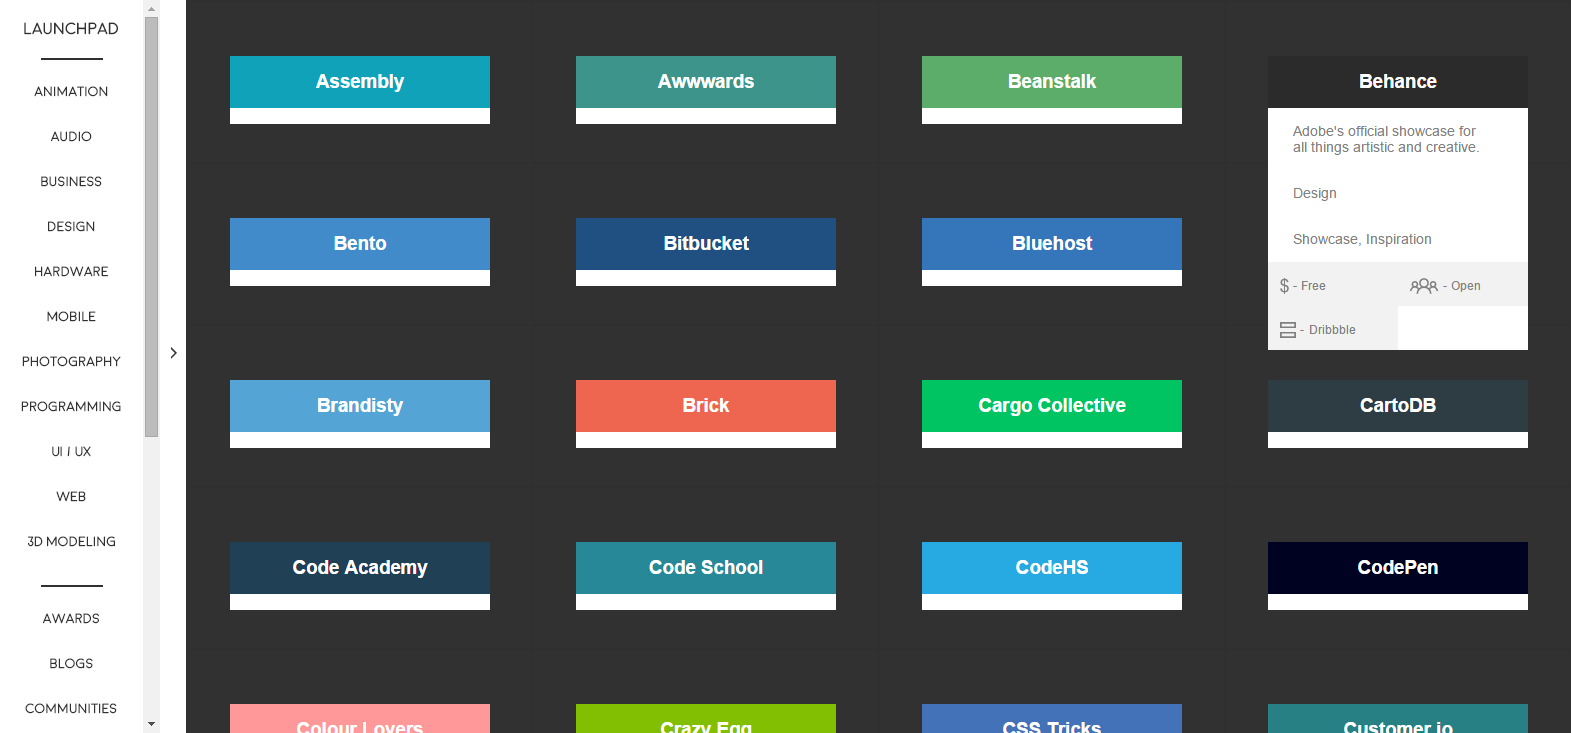 LAUNCHPAD
ANIMATION
AUDIO
BUSINESS
DESIGN
HARDWARE
MOBILE
PHOTOGRAPHY
PROGRAMMING
UI / UX
WEB
3D MODELING
AWARDS
BLOGS
COMMUNITIES
Assembly
Awwwards
Beanstalk
Behance
Adobe's official showcase for
all things artistic and creative.
Design
Showcase, Inspiration
$ - Free
- Open
- Dribbble
Bento
Bitbucket
Bluehost
Brandisty
Brick
Cargo Collective
CartoDB
Code Academy
Code School
CodeHS
CodePen
Colour Lovers
Crazy Egg
CSS Tricks
Customer.io